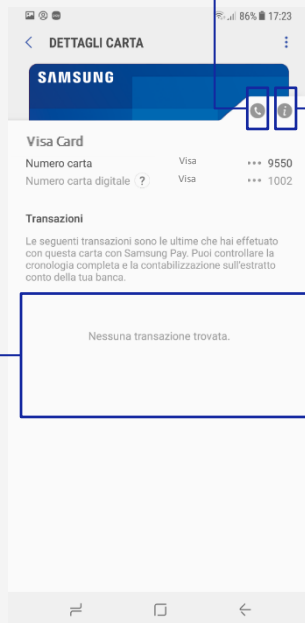 86% 17:23
DETTAGLI CARTA
SAMSUNG
Visa Card
Numero carta Visa •••• 9550
Numero carta digitale ? Visa •••• 1002
Transazioni
Le seguenti transazioni sono le ultime che hai effetuato
con questa carta con Samsung Pay. Puoi controllare la
cronologia completa e la contabilizzazione sull'estratto
conto della tua banca.
Nessuna transazione trovata.